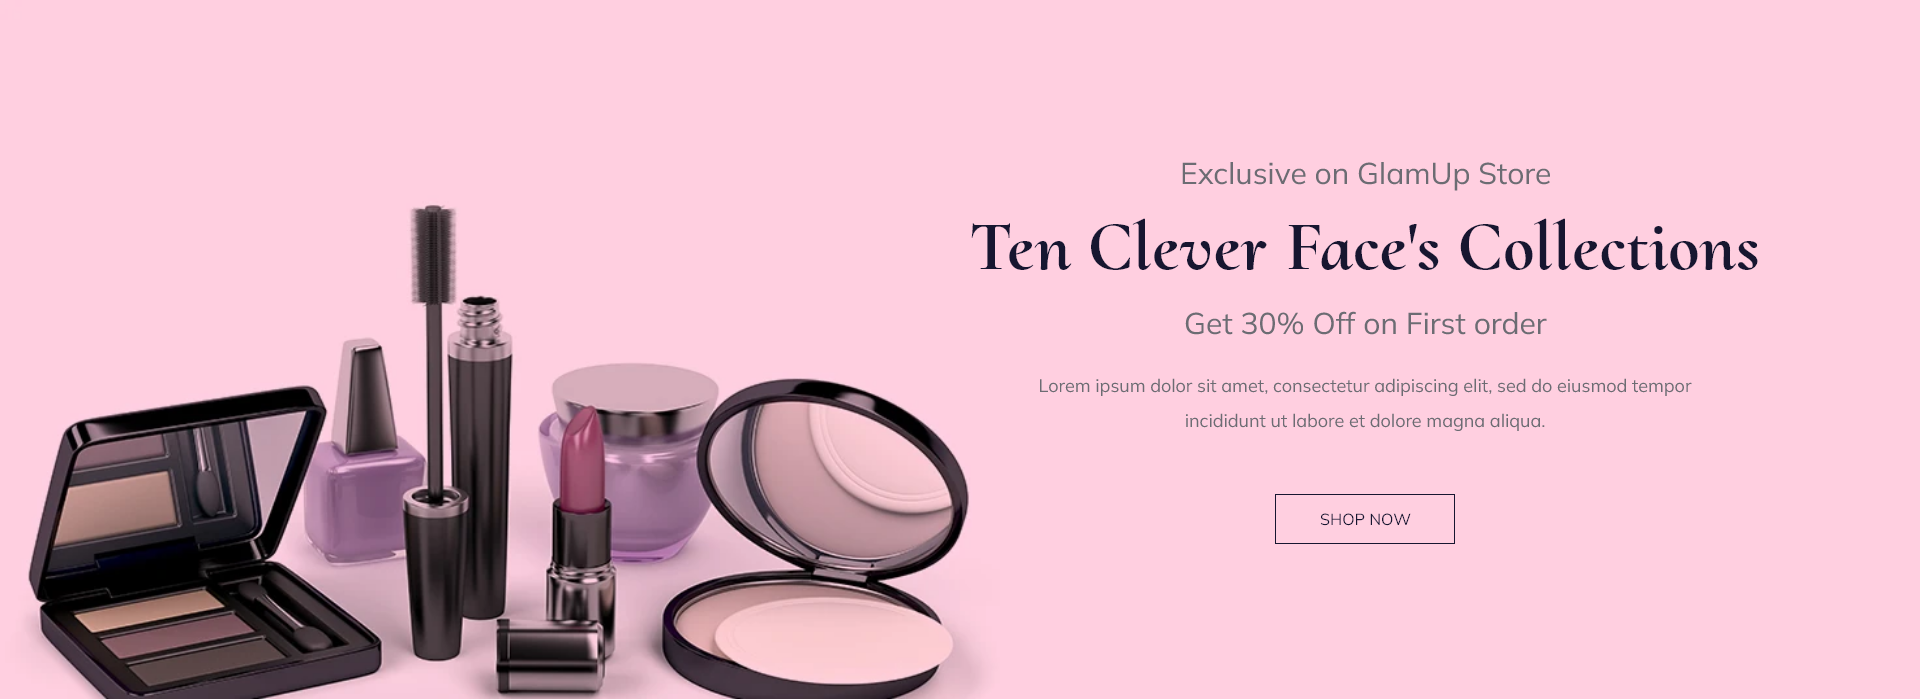 Exclusive on GlamUp Store
Ten Clever Face's Collections
Get 30% Off on First order
Lorem ipsum dolor sit amet, consectetur adipiscing elit, sed do eiusmod tempor
incididunt ut labore et dolore magna aliqua.
SHOP NOW